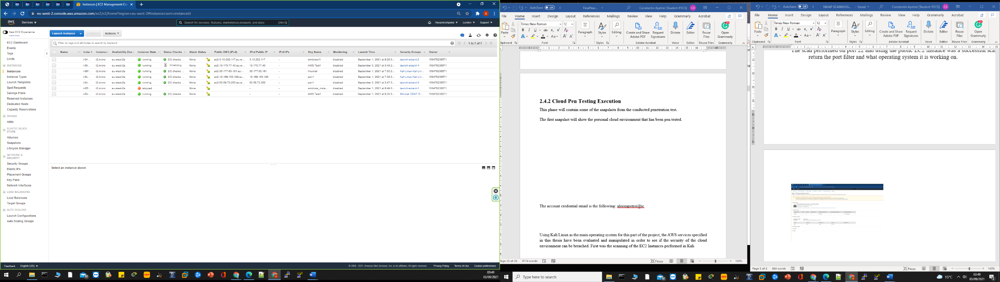 Instances | EC2 Management Co
eu-west-2.console.aws.amazon.com/ec2/v2/home?region=eu-west-2#Instances:sort=instanceId
aws
Services
Search for services, features, marketplace products, and docs
[Alt+S]
AlexandruApetrei
London
Support
New EC2 Experience
Learn more
EC2 Dashboard
Events
Tags
Limits
INSTANCES
Instances
Instance Types
Launch Templates
Spot Requests
Savings Plans
Reserved Instances
Dedicated Hosts
Capacity Reservations
IMAGES
AMIs
ELASTIC BLOCK
STORE
Volumes
Snapshots
Lifecycle Manager
NETWORK &
SECURITY
Security Groups
Elastic IPs
Placement Groups
Key Pairs
Network Interfaces
LOAD BALANCING
Load Balancers
Target Groups
AUTO SCALING
Launch Configurations
Auto Scaling Groups
Launch Instance
Connect
Actions
Filter by tags and attributes or search by keyword
1 to 7 of 7
Name Insta Instance Availability Zone Instance State Status Checks Alarm Status Public DNS (IPv4) IPv4 Public IP IPv6 IPs Key Name Monitoring Launch Time Security Groups Owner
i-04... t2.micro eu-west-2a running 2/2 checks ... None ec2-3-10-232-117.eu-w... 3.10.232.117 - windows11 disabled September 1, 2021 at 9:28:0... launch-wizard-2 158476236571
i-09... t2.micro eu-west-2a running Initializing None ec2-18-170-77-40.eu-w... 18.170.77.40 - AWS Test1 disabled September 3, 2021 at 3:48:2... launch-wizard-4 158476236571
i-09f... t2.micro eu-west-2a running 2/2 checks ... None ec2-35-177-63-161.eu-... 35.177.63.161 - linuxkali disabled September 1, 2021 at 7:30:2... Kali Linux-Kali Lin... 158476236571
i-0b... t2.micro eu-west-2a running 2/2 checks ... None ec2-18-169-163-198.eu... 18.169.163.198 - pair1 disabled September 1, 2021 at 7:38:0... Kali Linux-Kali Lin... 158476236571
i-0d... t2.micro eu-west-2a running 2/2 checks ... None ec2-52-56-72-250.eu-w... 52.56.72.250 - pair1 disabled September 3, 2021 at 3:47:3... launch-wizard-3 158476236571
i-0f5... t2.micro eu-west-2a stopped None - - windows_insta... disabled September 1, 2021 at 6:49:0... launch-wizard-1 158476236571
i-0fc... t2.micro eu-west-2a running 2/2 checks ... None - - AWS Test1 disabled September 1, 2021 at 6:35:5... Minimal CENT O... 158476236571
Select an instance above
Feedback
English (US)
© 2008 - 2021, Amazon Web Services, Inc. or its affiliates. All rights reserved.
Privacy Policy
Terms of Use
Cookie preferences
03:49
03/09/2021
AutoSave Off
FinalYear...
Constantin Apetrei [Student-PECS]
CA
File Home Insert Design Layout References Mailings Review View Help Grammarly Acrobat
Times New Roman 12
Paste
Paragraph
Styles
Editing
Create and Share
Adobe PDF
Request
Signatures
Dictate
Editor
Reuse
Files
Open
Grammarly
lipboard Font Styles Adobe Acrobat Voice Editor Reuse Files Grammarly
2.4.2 Cloud Pen Testing Execution
This phase will contain some of the snapshots from the conducted penetration test.
The first snapshot will show the personal cloud environment that has been pen tested.
The account credential email is the following: aleexapetrei@ic
Using Kali Linux as the main operating system for this part of the project, the AWS services specified
in this thesis have been evaluated and manipulated in order to see if the security of the cloud
environment can be breached. First was the scanning of the EC2 Instances performed in Kali
Page 25 of 26
9174 words
Focus
100%
Type here to search
AutoSave Off
NMAP SCANNING... - Saved
Constantin Apetrei [Student-PECS]
CA
File Home Insert Design Layout References Mailings Review View Help Grammarly Acrobat
Times New Roman 12
Paste
Paragraph
Styles
Editing
Create and Share
Adobe PDF
Request
Signatures
Dictate
Editor
Reuse
Files
Open
Grammarly
Clipboard Font Styles Adobe Acrobat Voice Editor Reuse Files Grammarly
The scan performed on port 22 and using the public EC2 instance was a successful scan
return the port filter and what operating system it is working on.
Page 5 of 6
684 words
Focus
140%
15°C
03:49
03/09/2021